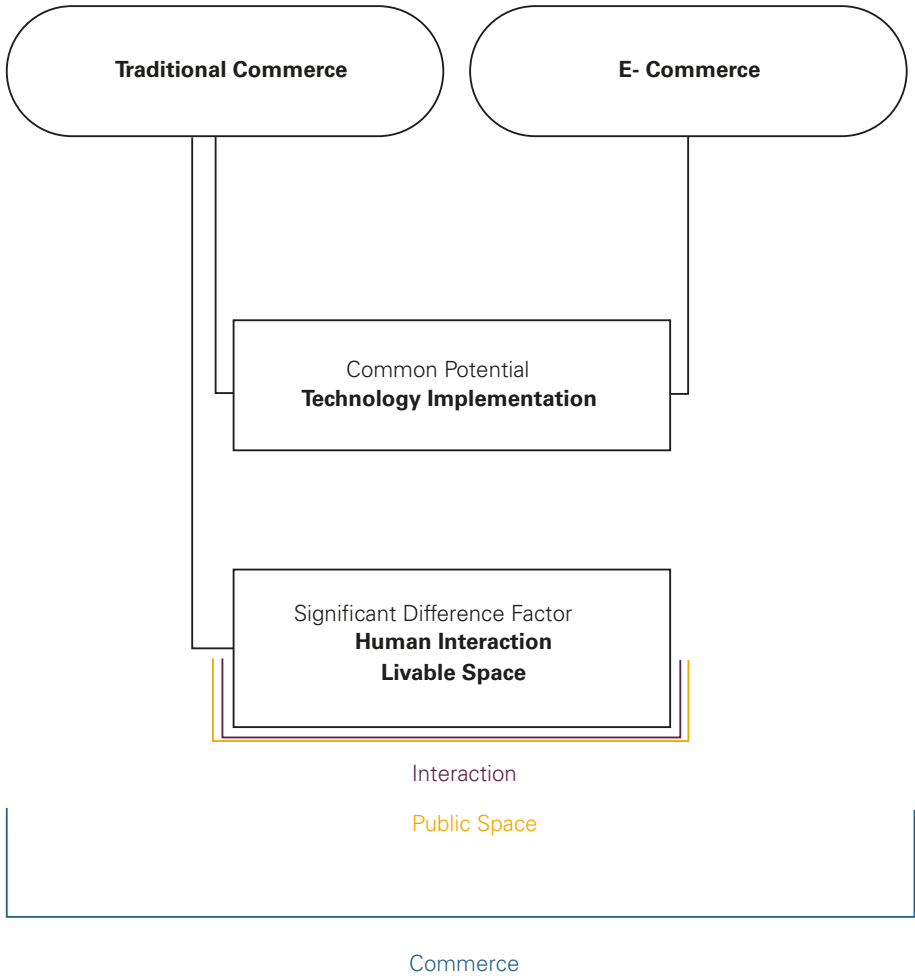 Traditional Commerce
E- Commerce
Common Potential
Technology Implementation
Significant Difference Factor
Human Interaction
Livable Space
Interaction
Public Space
Commerce